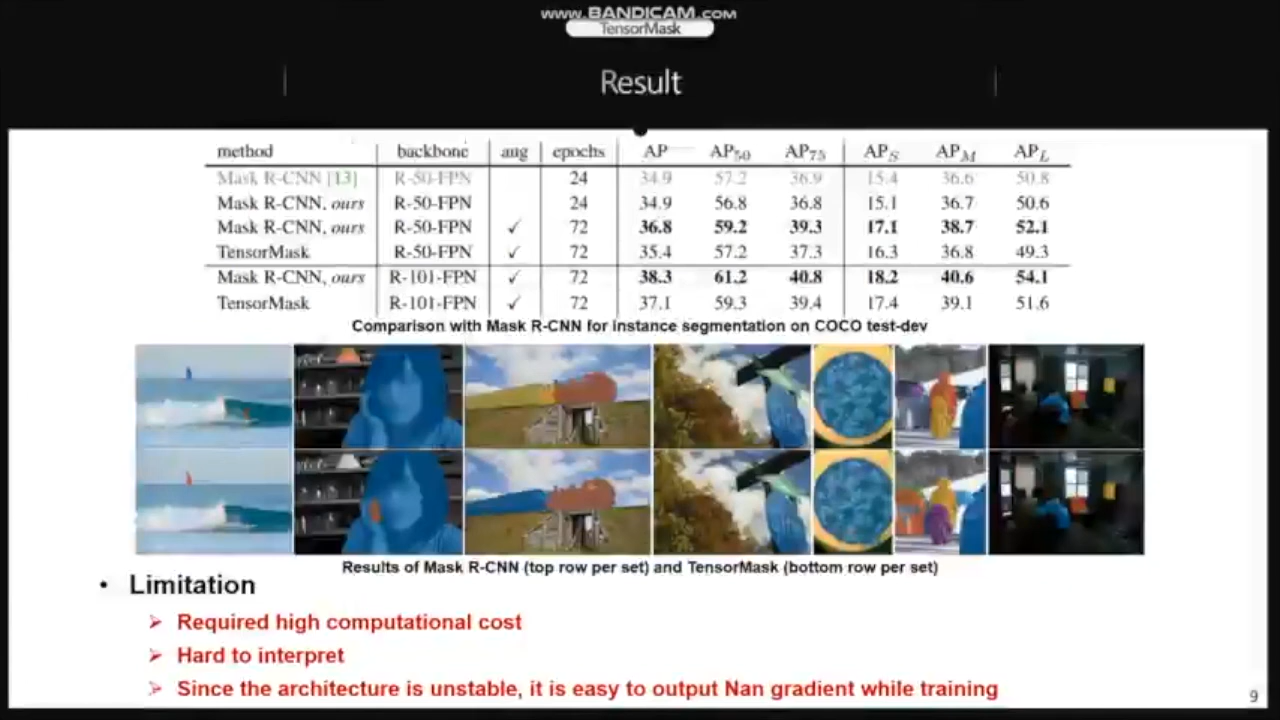 www.BANDICAM.com
TensorMask
Result
method backbone aug epochs AP AP50 AP75 APS APM APL
Mask R-CNN [13] R-50-FPN 24 34.9 57.2 36.9 15.4 36.6 50.8
Mask R-CNN, ours R-50-FPN 24 34.9 56.8 36.8 15.1 36.7 50.6
Mask R-CNN, ours R-50-FPN ✓ 72 36.8 59.2 39.3 17.1 38.7 52.1
TensorMask R-50-FPN ✓ 72 35.4 57.2 37.3 16.3 36.8 49.3
Mask R-CNN, ours R-101-FPN ✓ 72 38.3 61.2 40.8 18.2 40.6 54.1
TensorMask R-101-FPN ✓ 72 37.1 59.3 39.4 17.4 39.1 51.6
Comparison with Mask R-CNN for instance segmentation on COCO test-dev
Results of Mask R-CNN (top row per set) and TensorMask (bottom row per set)
• Limitation
➢ Required high computational cost
➢ Hard to interpret
➢ Since the architecture is unstable, it is easy to output Nan gradient while training
9